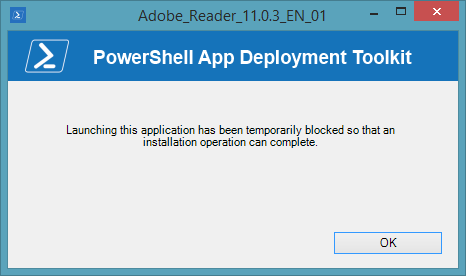 Adobe_Reader_11.0.3_EN_01
PowerShell App Deployment Toolkit
Launching this application has been temporarily blocked so that an
installation operation can complete.
OK